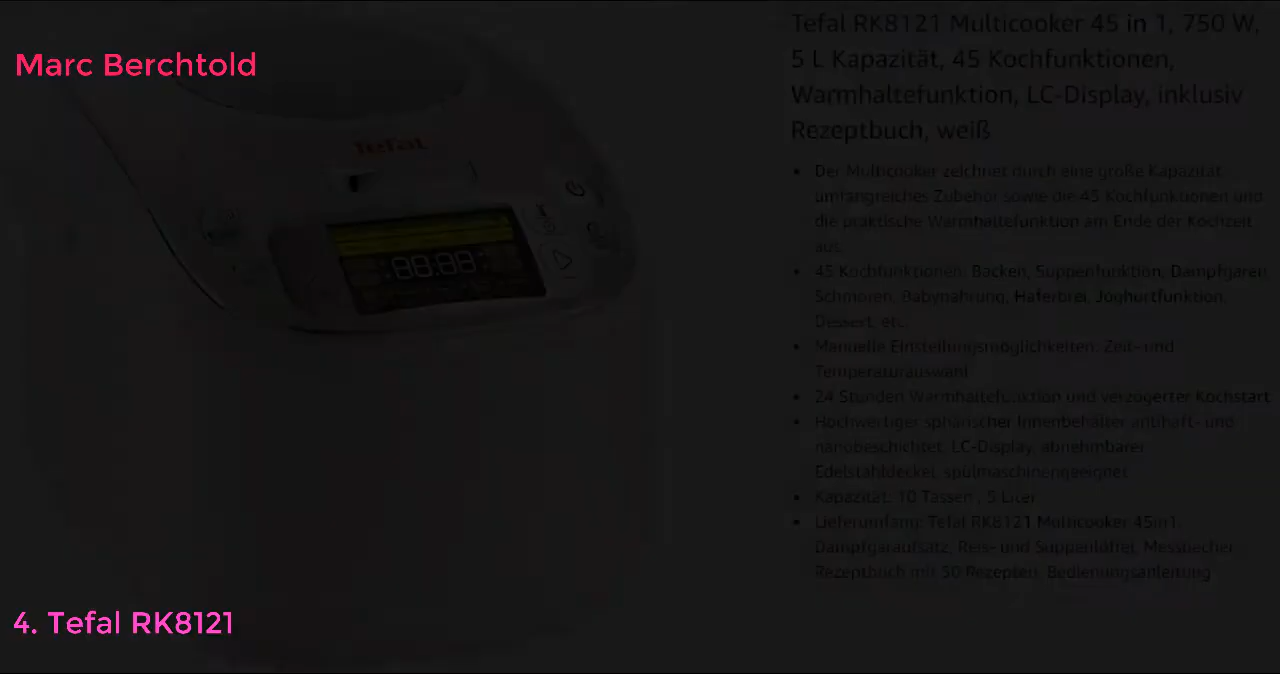 Marc Berchtold
Tefal
88:88
Tefal RK8121 Multicooker 45 in 1, 750 W,
5 L Kapazität, 45 Kochfunktionen,
Warmhaltefunktion, LC-Display, inklusiv
Rezeptbuch, weiß
• Der Multicooker zeichnet durch eine große Kapazität
umfangreiches Zubehör sowie die 45 Kochfunktionen und
die praktische Warmhaltefunktion am Ende der Kochzeit
aus.
• 45 Kochfunktionen: Backen, Suppenfunktion, Dampfgaren,
Schmoren, Babynahrung, Haferbrei, Joghurtfunktion,
Dessert, etc.
• Manuelle Einstellungsmöglichkeiten: Zeit- und
Temperaturauswahl
• 24 Stunden Warmhaltefunktion und verzögerter Kochstart
• Hochwertiger sphärischer Innenbehälter antihaft- und
nanobeschichtet, LC-Display, abnehmbarer
Edelstahldeckel, spülmaschinengeeignet
• Kapazität: 10 Tassen , 5 Liter
• Lieferumfang: Tefal RK8121 Multicooker 45in1,
Dampfgaraufsatz, Reis- und Suppenlöffel, Messbecher,
Rezeptbuch mit 50 Rezepten, Bedienungsanleitung
4. Tefal RK8121